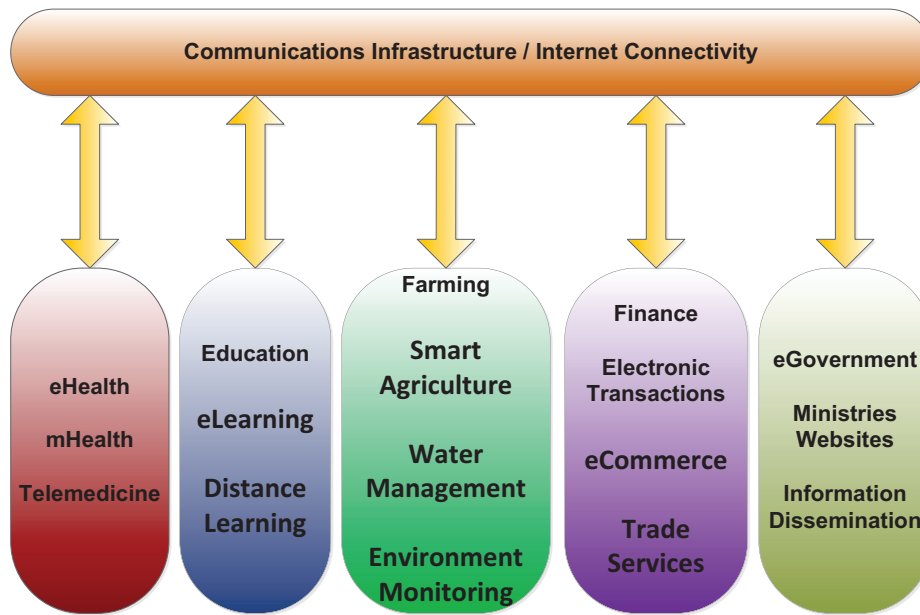 Communications Infrastructure / Internet Connectivity
eHealth
mHealth
Telemedicine
Education
eLearning
Distance
Learning
Farming
Smart
Agriculture
Water
Management
Environment
Monitoring
Finance
Electronic
Transactions
eCommerce
Trade
Services
eGovernment
Ministries
Websites
Information
Dissemination